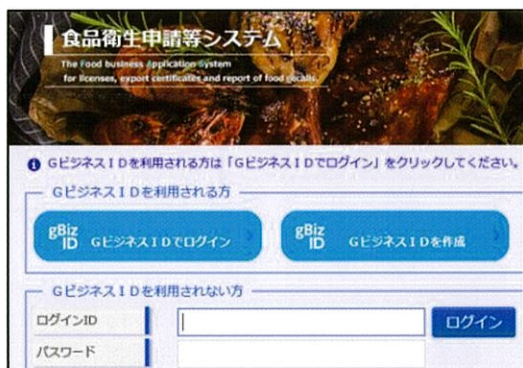 食品衛生申請等システム
The Food business Application System
for licenses, export certificates and report of food recalls.
GビジネスIDを利用される方は「GビジネスIDでログイン」をクリックしてください。
GビジネスIDを利用される方
gBiz ID GビジネスIDでログイン
gBiz ID GビジネスIDを作成
GビジネスIDを利用されない方
ログインID
ログイン
パスワード